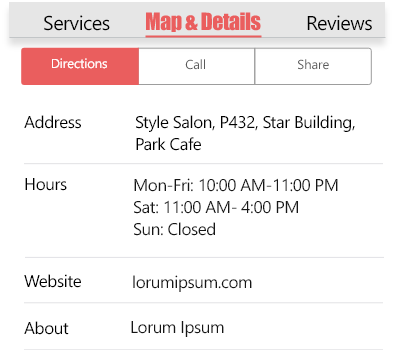 Services Map & Details Reviews
Directions Call Share
Address Style Salon, P432, Star Building,
Park Cafe
Hours Mon-Fri: 10:00 AM-11:00 PM
Sat: 11:00 AM- 4:00 PM
Sun: Closed
Website lorumipsum.com
About Lorum Ipsum